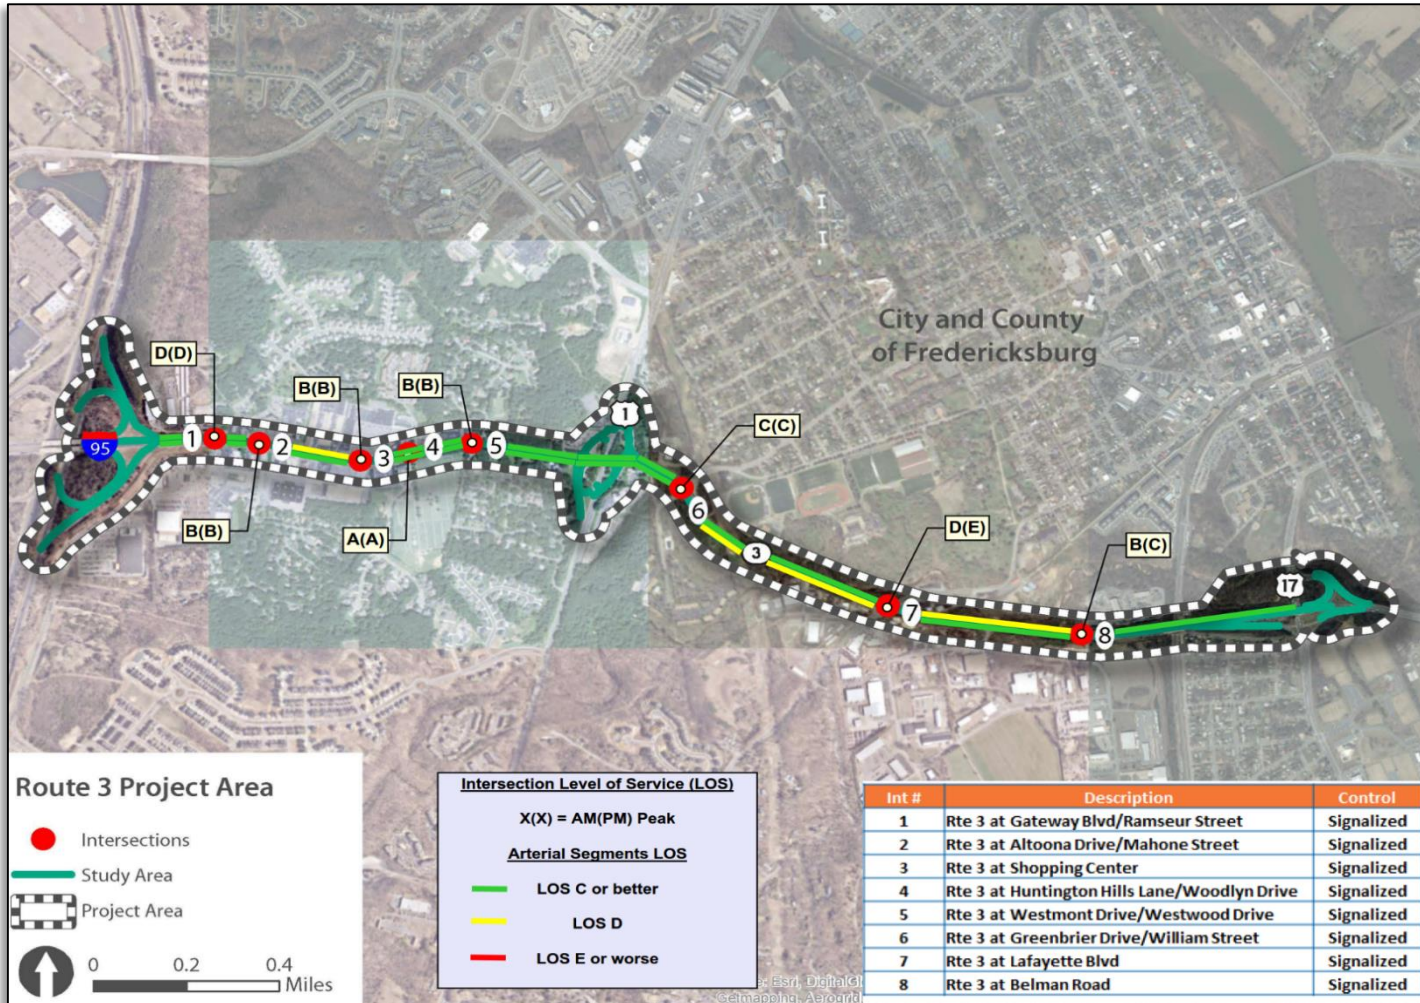 City and County
of Fredericksburg
D(D)
B(B)
B(B)
C(C)
1
95
1
2
3
4
5
B(B)
A(A)
6
3
D(E)
B(C)
7
8
17
Route 3 Project Area
Intersections
Study Area
Project Area
0 0.2 0.4
Miles
Intersection Level of Service (LOS)
X(X) = AM(PM) Peak
Arterial Segments LOS
LOS C or better
LOS D
LOS E or worse
Int # Description Control
1 Rte 3 at Gateway Blvd/Ramseur Street Signalized
2 Rte 3 at Altoona Drive/Mahone Street Signalized
3 Rte 3 at Shopping Center Signalized
4 Rte 3 at Huntington Hills Lane/Woodlyn Drive Signalized
5 Rte 3 at Westmont Drive/Westwood Drive Signalized
6 Rte 3 at Greenbrier Drive/William Street Signalized
7 Rte 3 at Lafayette Blvd Signalized
8 Rte 3 at Belman Road Signalized
Esri,
Getmapping,